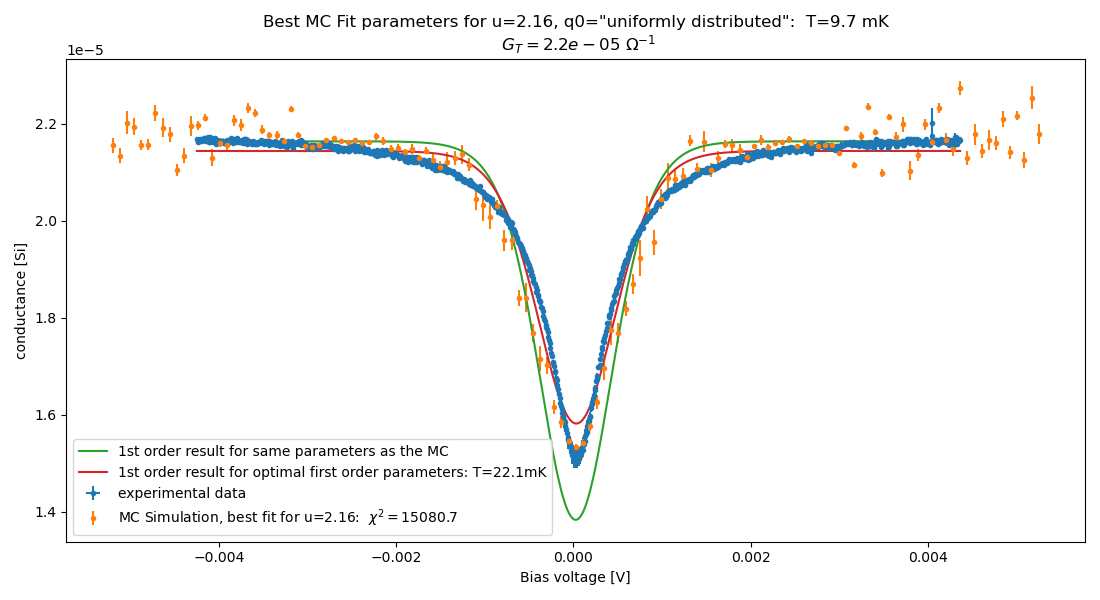 Best MC Fit parameters for u=2.16, q0="uniformly distributed":  T=9.7 mK
G_T = 2.2e − 05 Ω⁻¹
1e−5
2.2
2.0
1.8
1.6
1.4
conductance [Si]
1st order result for same parameters as the MC
1st order result for optimal first order parameters: T=22.1mK
experimental data
MC Simulation, best fit for u=2.16:  χ² = 15080.7
−0.004
−0.002
0.000
0.002
0.004
Bias voltage [V]